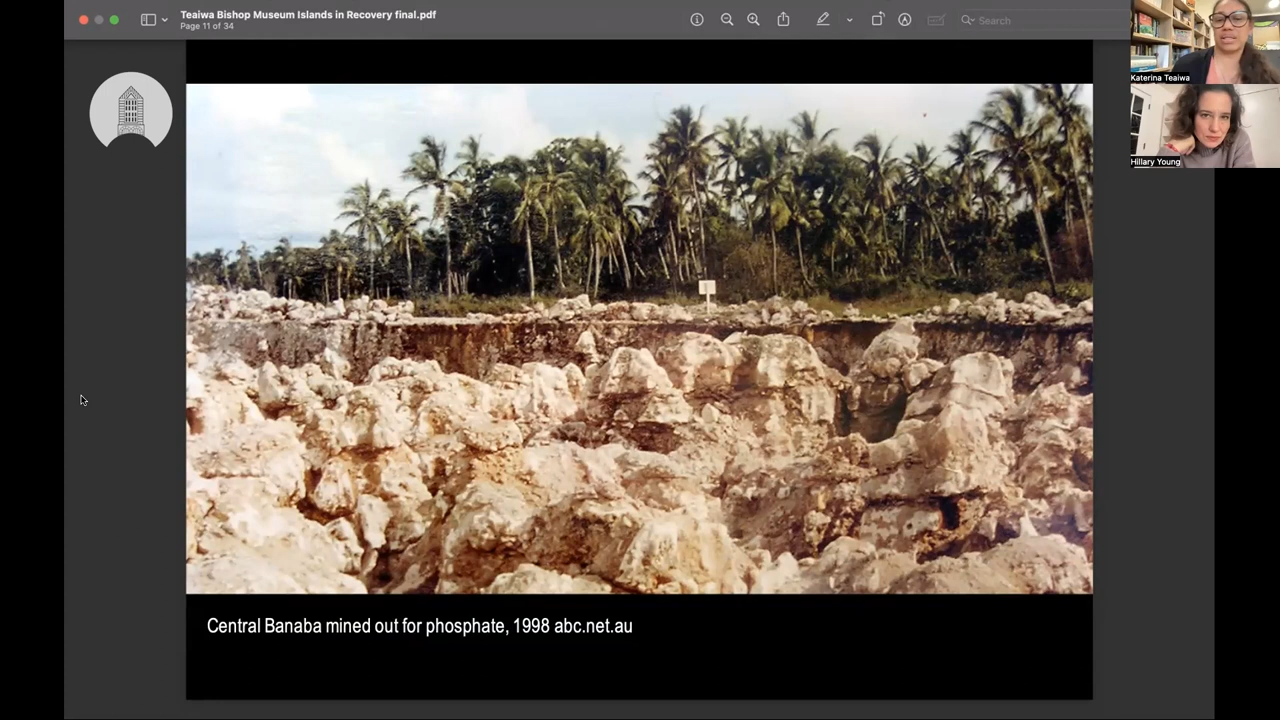 Teaiwa Bishop Museum Islands in Recovery final.pdf
Page 11 of 34
Search
Katerina Teaiwa
Hillary Young
Central Banaba mined out for phosphate, 1998 abc.net.au